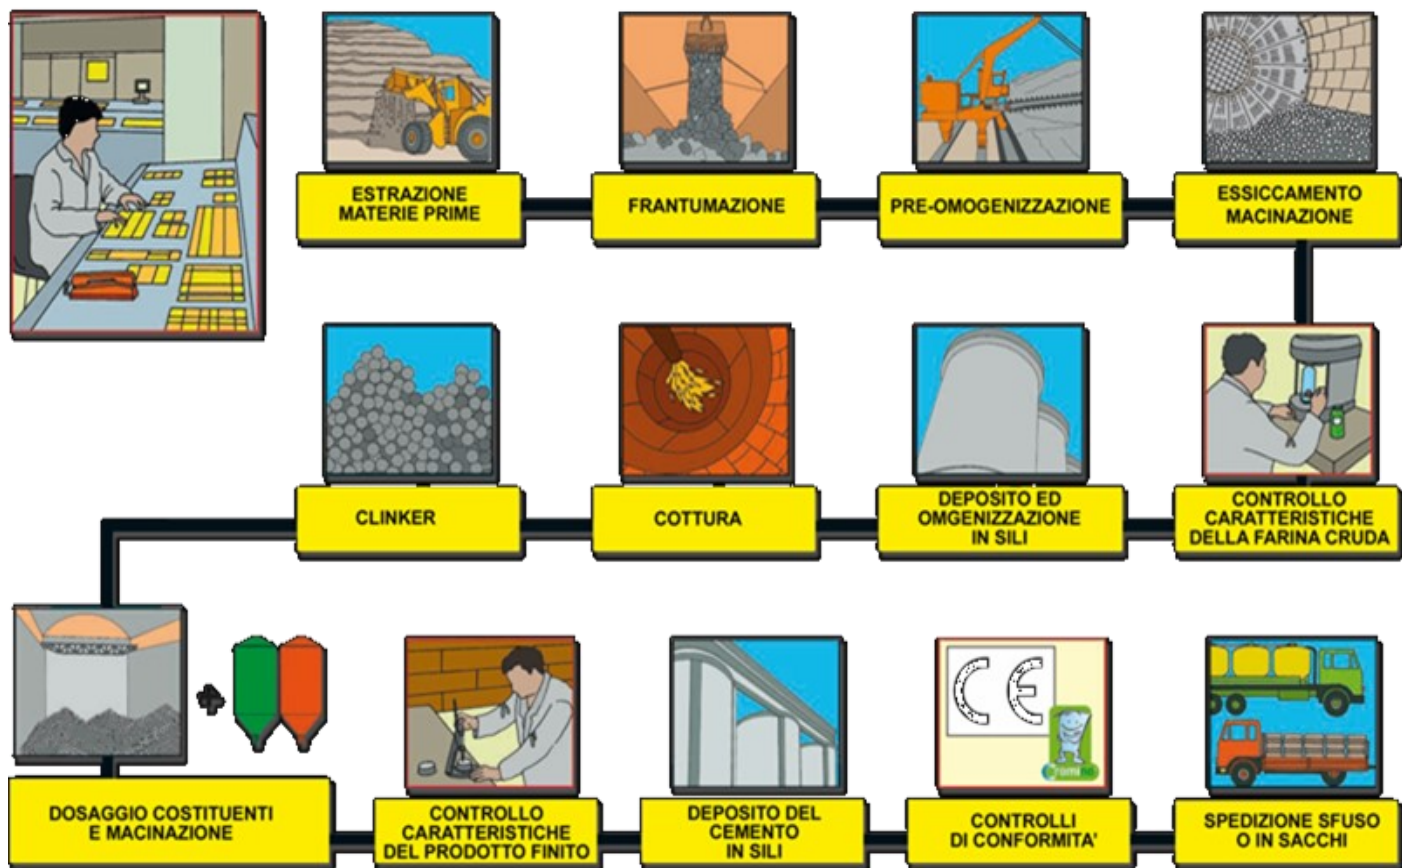 ESTRAZIONE
MATERIE PRIME
FRANTUMAZIONE
PRE-OMOGENIZZAZIONE
ESSICCAMENTO
MACINAZIONE
CLINKER
COTTURA
DEPOSITO ED
OMGENIZZAZIONE
IN SILI
CONTROLLO
CARATTERISTICHE
DELLA FARINA CRUDA
CE
DOSAGGIO COSTITUENTI
E MACINAZIONE
CONTROLLO
CARATTERISTICHE
DEL PRODOTTO FINITO
DEPOSITO DEL
CEMENTO
IN SILI
CONTROLLI
DI CONFORMITA'
SPEDIZIONE SFUSO
O IN SACCHI